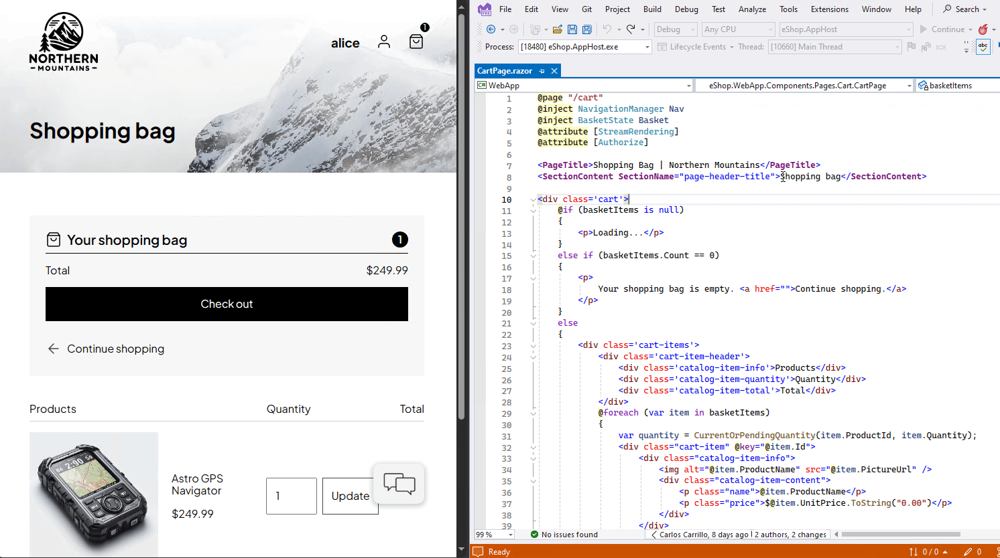 NORTHERN
MOUNTAINS
alice
1
Shopping bag
Your shopping bag
1
Total
$249.99
Check out
Continue shopping
Products
Quantity
Total
Astro GPS
Navigator
$249.99
1
Update
File Edit View Git Project Build Debug Test Analyze Tools Extensions Window Help Search
Debug Any CPU eShop.AppHost Continue
Process: [18480] eShop.AppHost.exe Lifecycle Events Thread: [10660] Main Thread
CartPage.razor
WebApp eShop.WebApp.Components.Pages.Cart.CartPage basketItems
1 @page "/cart"
2 @inject NavigationManager Nav
3 @inject BasketState Basket
4 @attribute [StreamRendering]
5 @attribute [Authorize]
6
7 <PageTitle>Shopping Bag | Northern Mountains</PageTitle>
8 <SectionContent SectionName="page-header-title">Shopping bag</SectionContent>
9
10 <div class='cart'>
11 @if (basketItems is null)
12 {
13 <p>Loading...</p>
14 }
15 else if (basketItems.Count == 0)
16 {
17 <p>
18 Your shopping bag is empty. <a href="">Continue shopping.</a>
19 </p>
20 }
21 else
22 {
23 <div class='cart-items'>
24 <div class='cart-item-header'>
25 <div class='catalog-item-info'>Products</div>
26 <div class='catalog-item-quantity'>Quantity</div>
27 <div class='catalog-item-total'>Total</div>
28 </div>
29 @foreach (var item in basketItems)
30 {
31 var quantity = CurrentOrPendingQuantity(item.ProductId, item.Quantity);
32 <div class="cart-item" @key="@item.Id">
33 <div class="catalog-item-info">
34 <img alt="@item.ProductName" src="@item.PictureUrl" />
35 <div class="catalog-item-content">
36 <p class="name">@item.ProductName</p>
37 <p class="price">$@item.UnitPrice.ToString("0.00")</p>
38 </div>
39 </div>
99 % No issues found Carlos Carrillo, 8 days ago | 2 authors, 2 changes
Ready 0 / 0 0